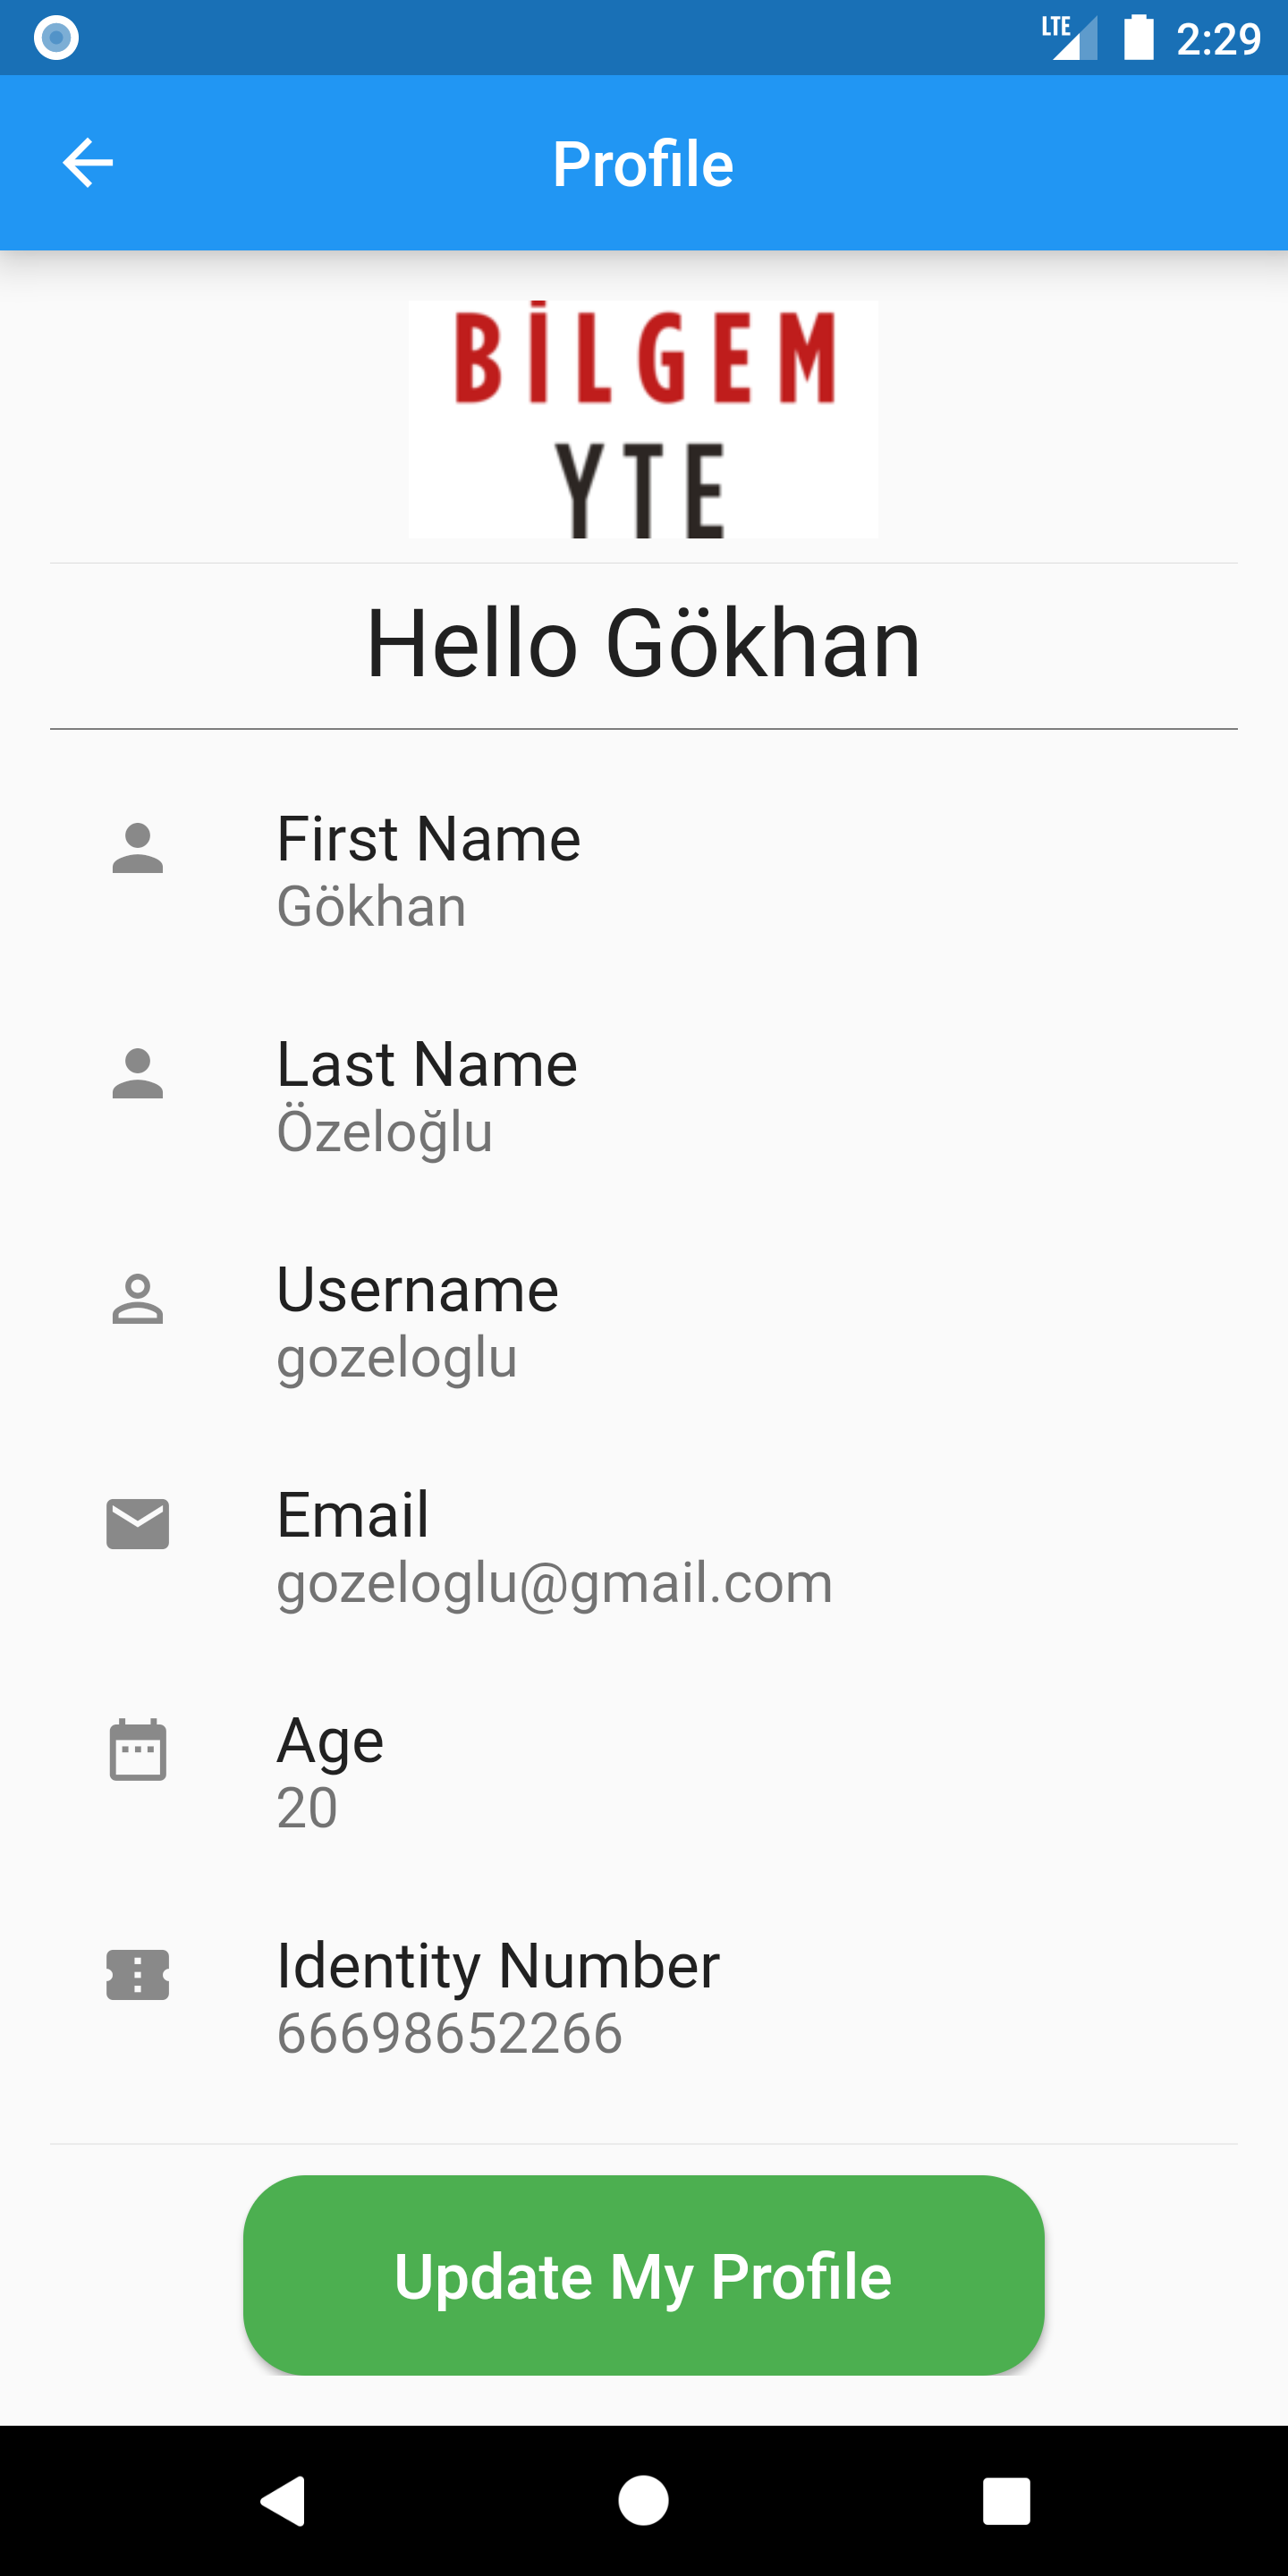 LTE 2:29
Profile
BİLGEM
YTE
Hello Gökhan
First Name
Gökhan
Last Name
Özeloğlu
Username
gozeloglu
Email
gozeloglu@gmail.com
Age
20
Identity Number
66698652266
Update My Profile